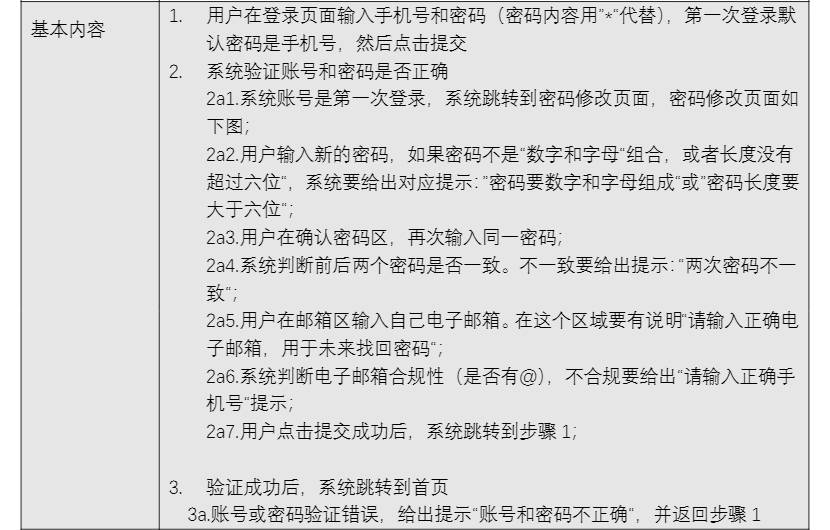 基本内容
1. 用户在登录页面输入手机号和密码（密码内容用”*“代替），第一次登录默
认密码是手机号，然后点击提交
2. 系统验证账号和密码是否正确
2a1.系统账号是第一次登录，系统跳转到密码修改页面，密码修改页面如
下图；
2a2.用户输入新的密码，如果密码不是“数字和字母“组合，或者长度没有
超过六位“，系统要给出对应提示：”密码要数字和字母组成“或”密码长度要
大于六位“；
2a3.用户在确认密码区，再次输入同一密码；
2a4.系统判断前后两个密码是否一致。不一致要给出提示：“两次密码不一
致“；
2a5.用户在邮箱区输入自己电子邮箱。在这个区域要有说明“请输入正确电
子邮箱，用于未来找回密码“；
2a6.系统判断电子邮箱合规性（是否有@），不合规要给出“请输入正确手
机号“提示；
2a7.用户点击提交成功后，系统跳转到步骤 1；
3. 验证成功后，系统跳转到首页
3a.账号或密码验证错误，给出提示“账号和密码不正确“，并返回步骤 1